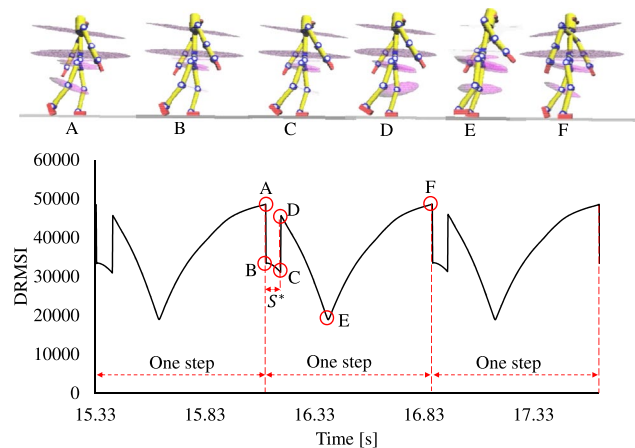 A B C D E F
60000
50000
40000
30000
20000
10000
0
DRMSI
A
D
F
B
C
S*
E
One step One step One step
15.33 15.83 16.33 16.83 17.33
Time [s]